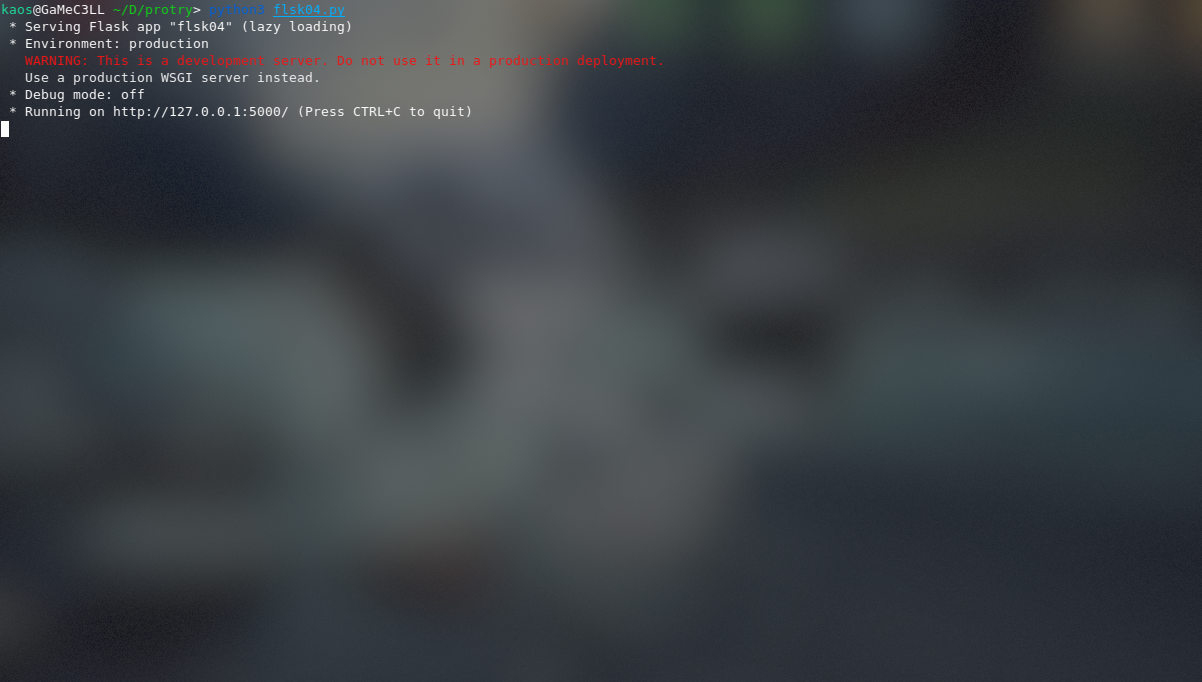 kaos@GaMeC3LL ~/D/protry> python3 flsk04.py
* Serving Flask app "flsk04" (lazy loading)
* Environment: production
WARNING: This is a development server. Do not use it in a production deployment.
Use a production WSGI server instead.
* Debug mode: off
* Running on http://127.0.0.1:5000/ (Press CTRL+C to quit)